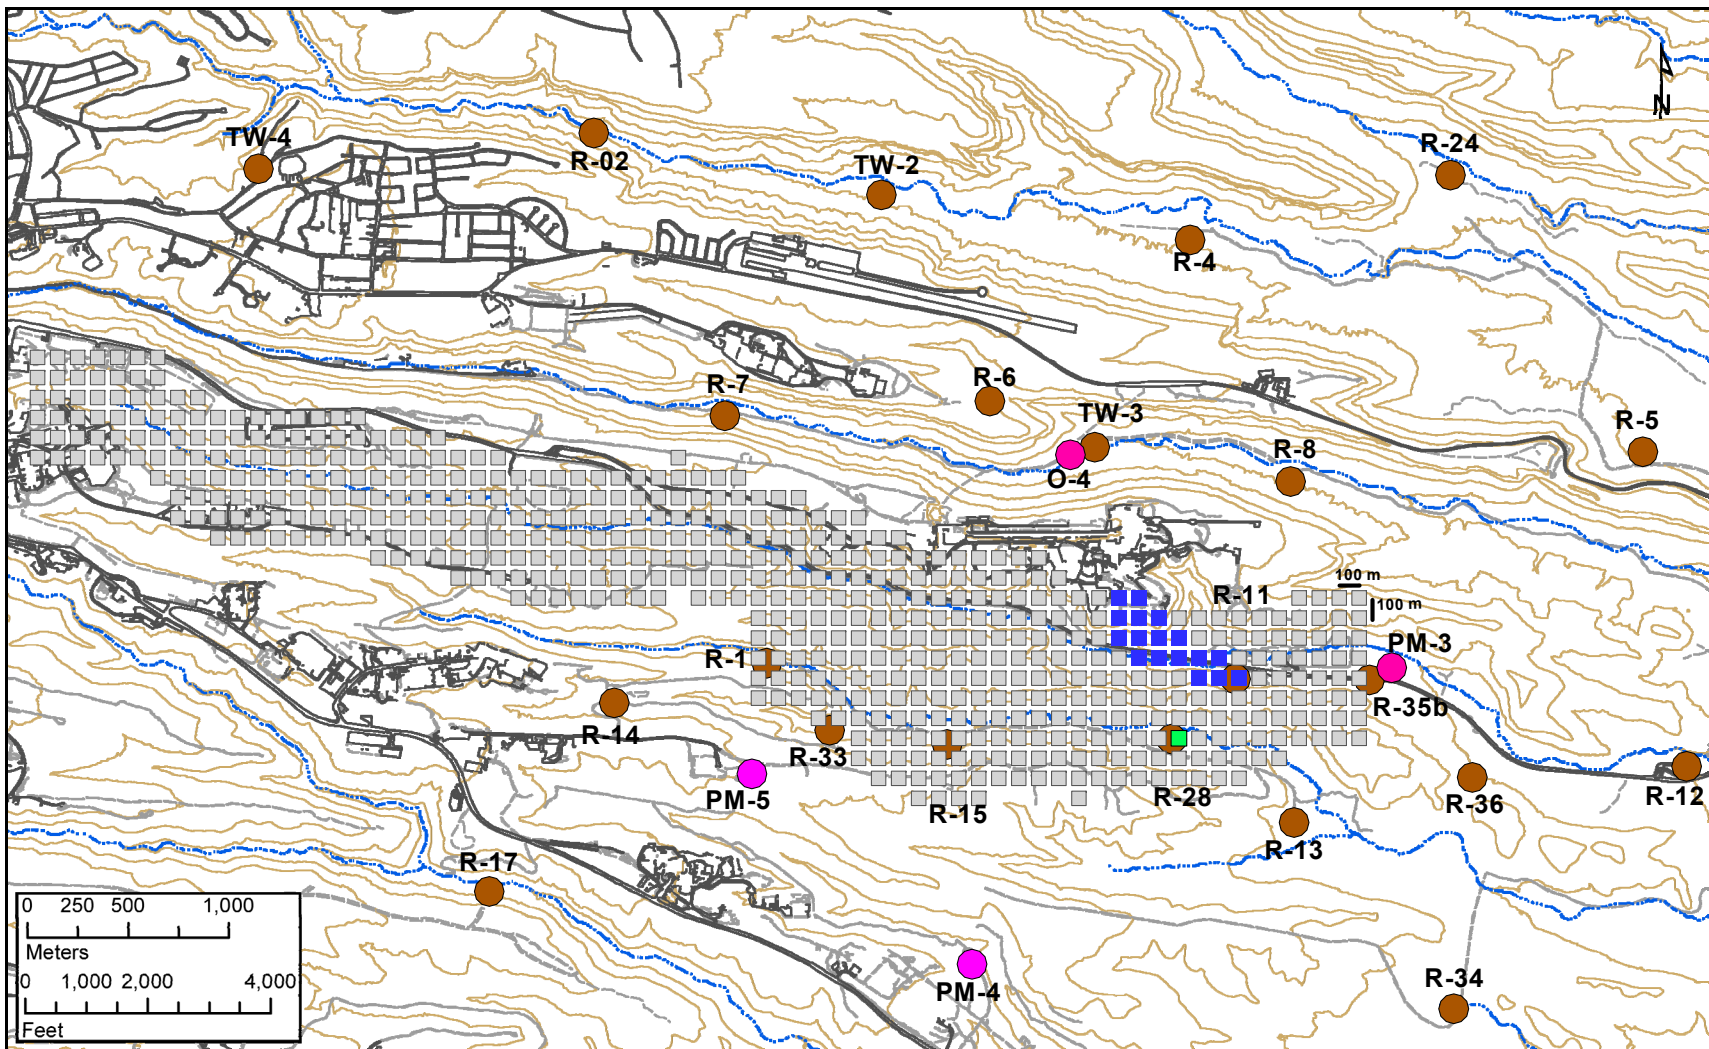 N
TW-4
R-02
TW-2
R-24
R-4
R-7
R-6
TW-3
R-5
R-8
O-4
100 m
100 m
R-11
PM-3
R-1
R-35b
R-14
R-33
PM-5
R-28
R-15
R-36
R-12
R-13
R-17
PM-4
R-34
0 250 500 1,000
Meters
0 1,000 2,000 4,000
Feet